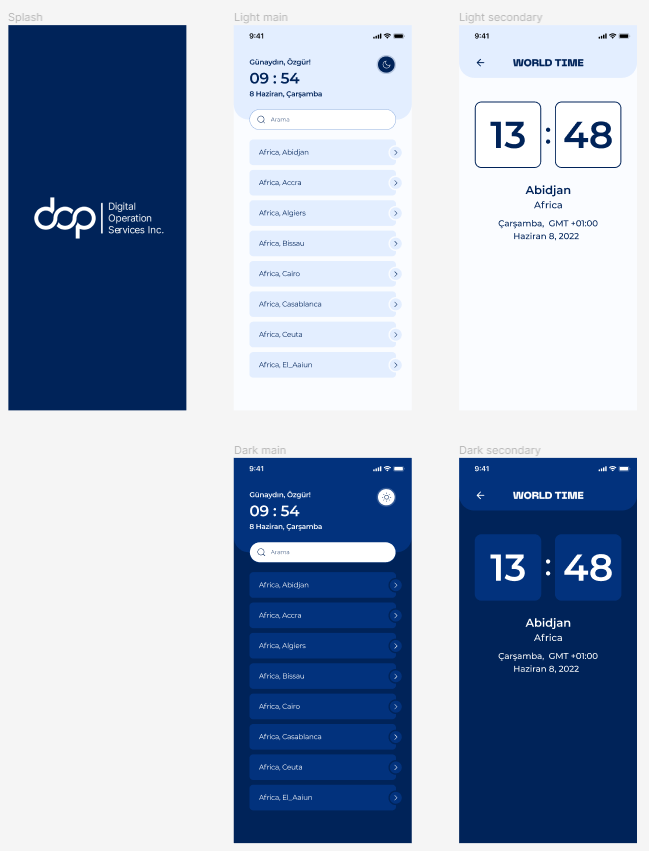 Splash
dop
Digital
Operation
Services Inc.
Light main
9:41
Günaydın, Özgür!
09 : 54
8 Haziran, Çarşamba
Arama
Africa, Abidjan
Africa, Accra
Africa, Algiers
Africa, Bissau
Africa, Cairo
Africa, Casablanca
Africa, Ceuta
Africa, El_Aaiun
Light secondary
9:41
WORLD TIME
13 : 48
Abidjan
Africa
Çarşamba, GMT +01:00
Haziran 8, 2022
Dark main
9:41
Günaydın, Özgür!
09 : 54
8 Haziran, Çarşamba
Arama
Africa, Abidjan
Africa, Accra
Africa, Algiers
Africa, Bissau
Africa, Cairo
Africa, Casablanca
Africa, Ceuta
Africa, El_Aaiun
Dark secondary
9:41
WORLD TIME
13 : 48
Abidjan
Africa
Çarşamba, GMT +01:00
Haziran 8, 2022